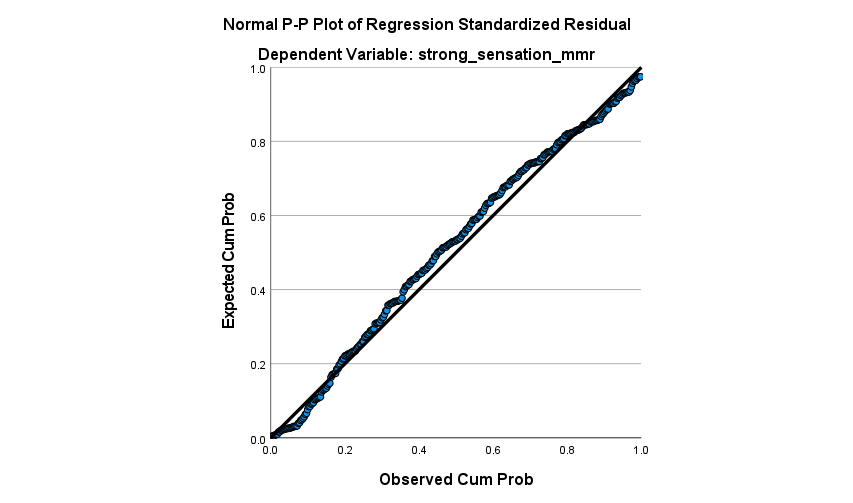 Normal P-P Plot of Regression Standardized Residual
Dependent Variable: strong_sensation_mmr
1.0
0.8
0.6
0.4
0.2
0.0
Expected Cum Prob
0.0 0.2 0.4 0.6 0.8 1.0
Observed Cum Prob